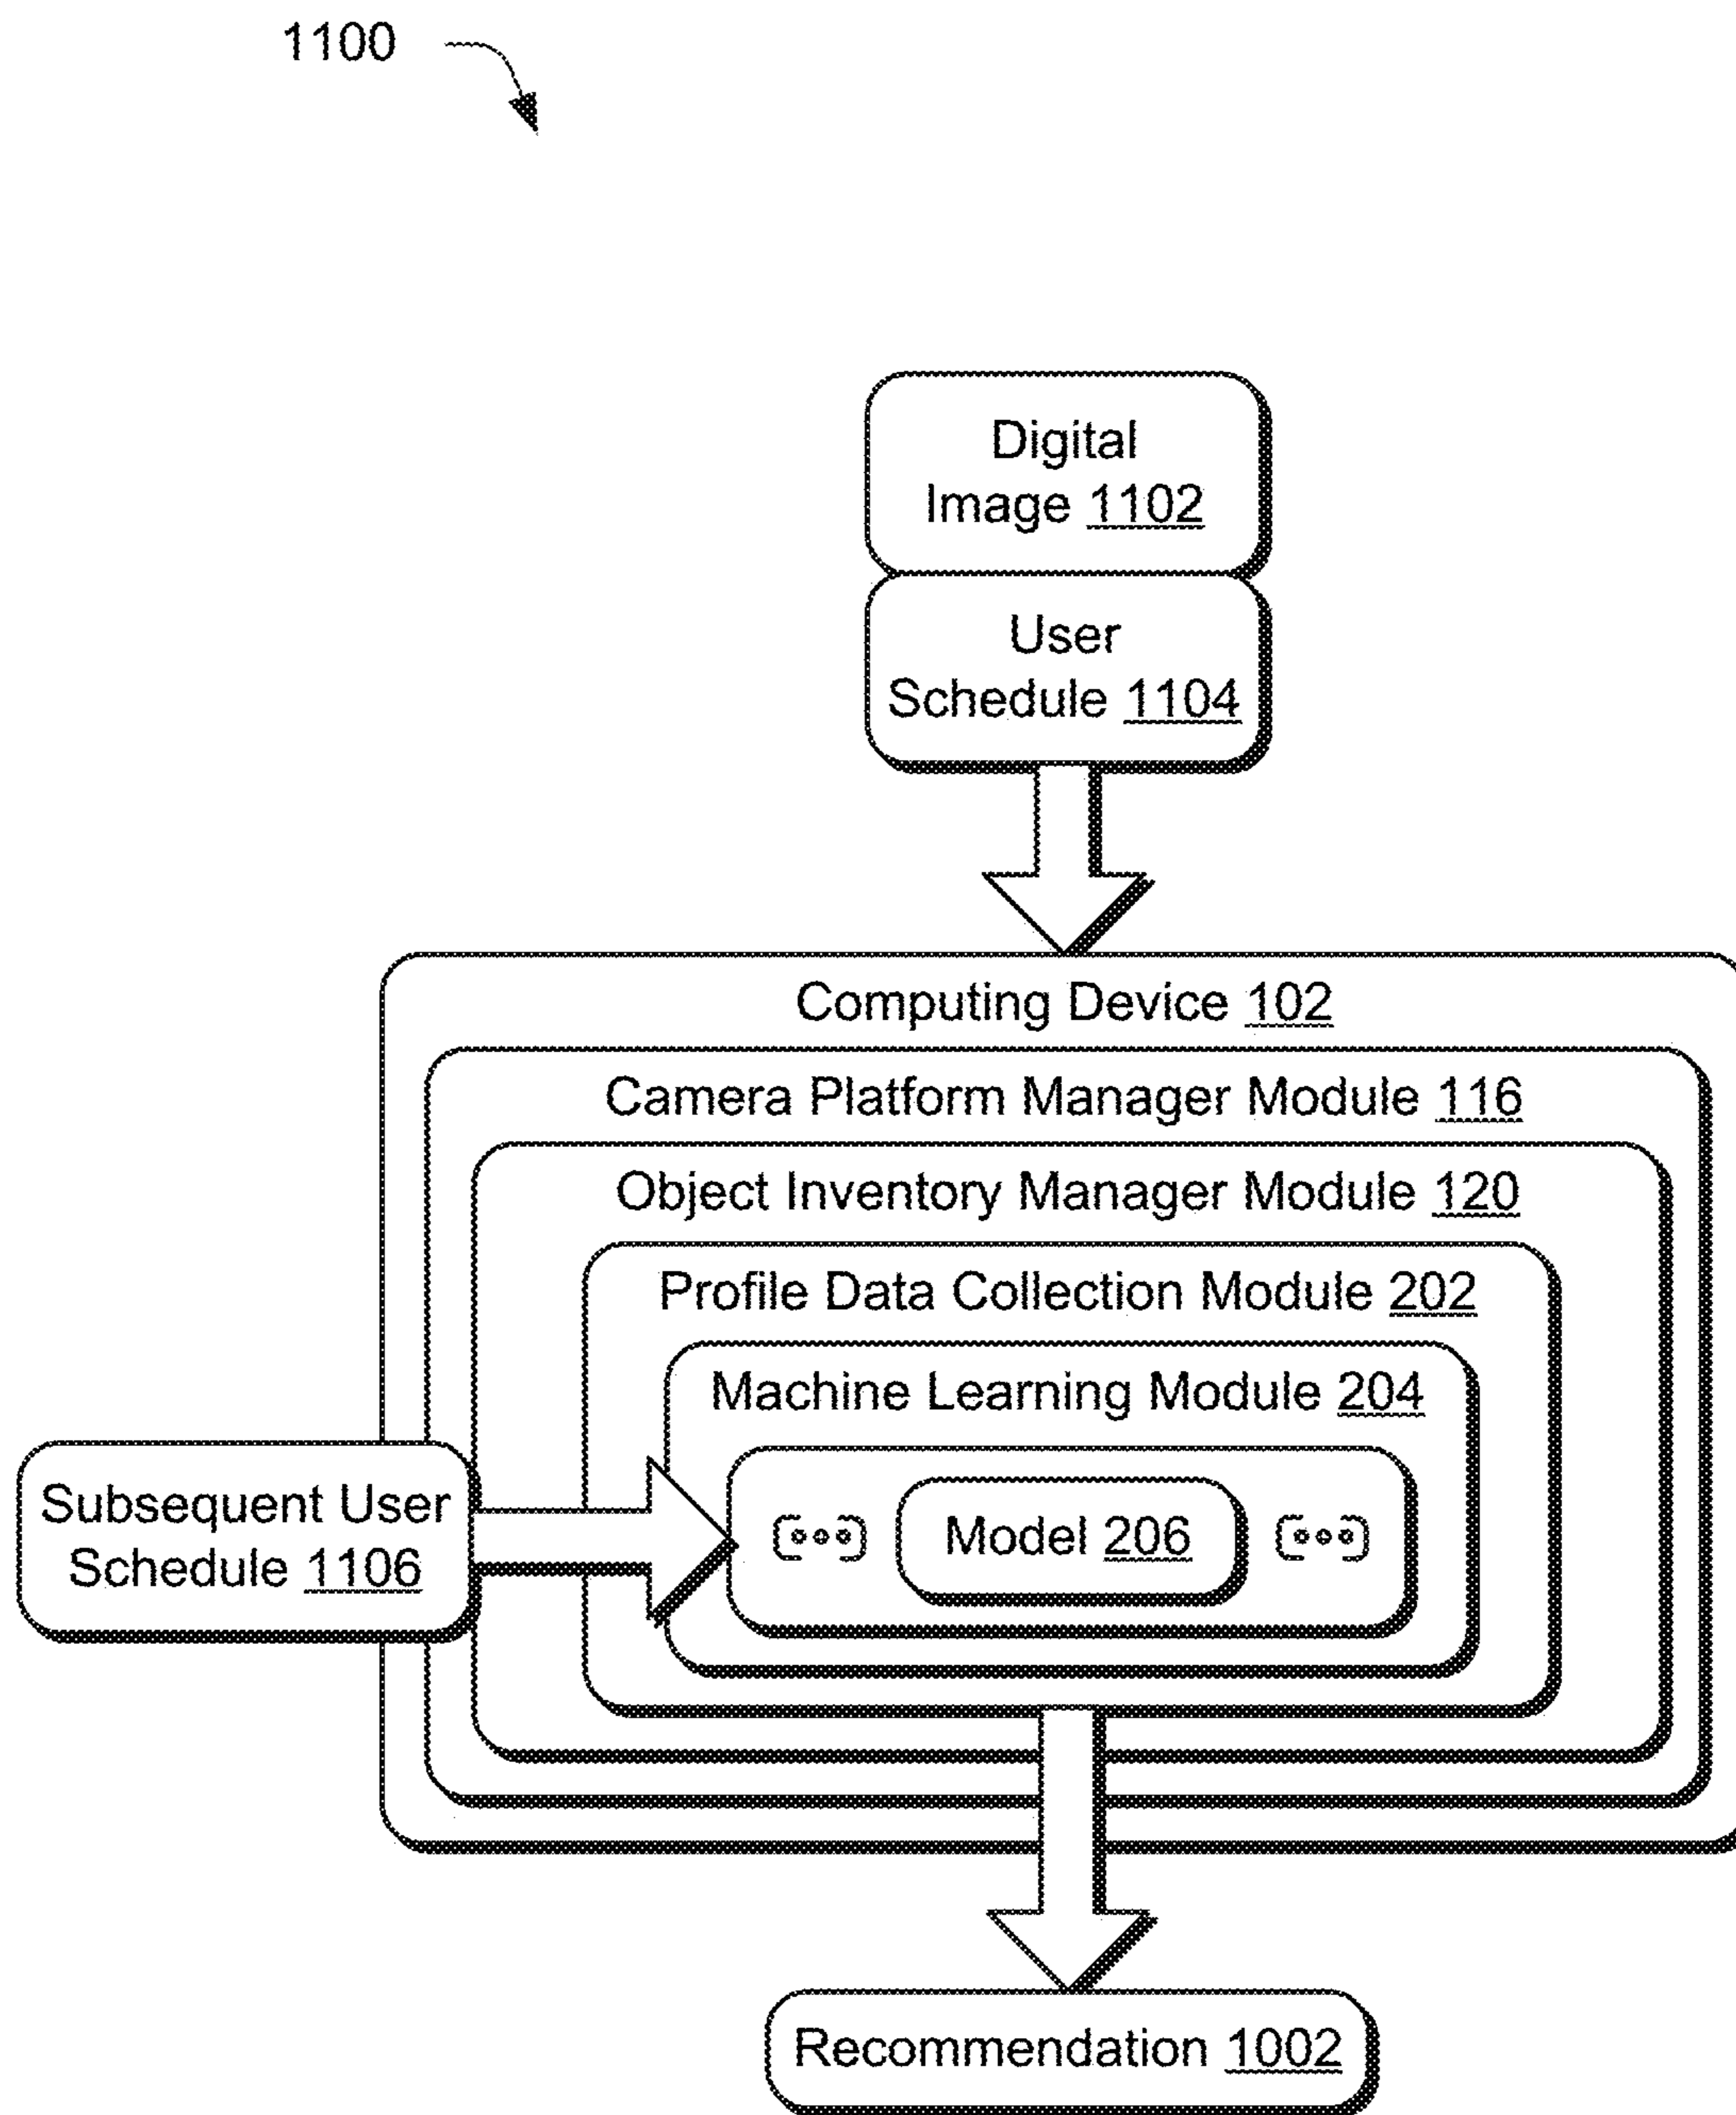 1100
Digital
Image 1102
User
Schedule 1104
Computing Device 102
Camera Platform Manager Module 116
Object Inventory Manager Module 120
Profile Data Collection Module 202
Machine Learning Module 204
Subsequent User
Schedule 1106
Model 206
Recommendation 1002